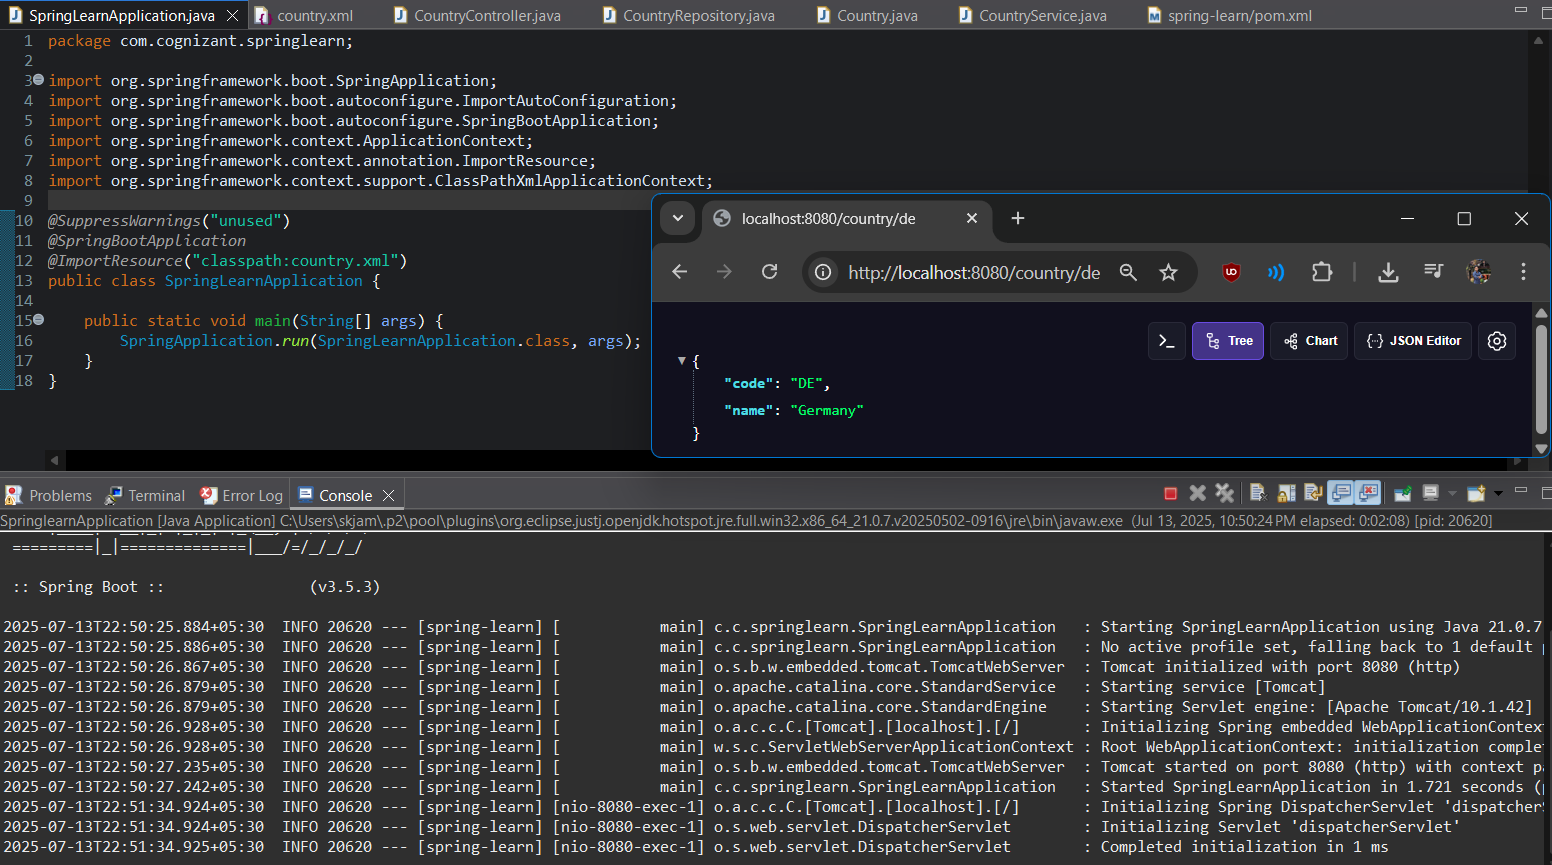 SpringLearnApplication.java
country.xml
CountryController.java
CountryRepository.java
Country.java
CountryService.java
spring-learn/pom.xml
1 package com.cognizant.springlearn;
2
3 import org.springframework.boot.SpringApplication;
4 import org.springframework.boot.autoconfigure.ImportAutoConfiguration;
5 import org.springframework.boot.autoconfigure.SpringBootApplication;
6 import org.springframework.context.ApplicationContext;
7 import org.springframework.context.annotation.ImportResource;
8 import org.springframework.context.support.ClassPathXmlApplicationContext;
9
10 @SuppressWarnings("unused")
11 @SpringBootApplication
12 @ImportResource("classpath:country.xml")
13 public class SpringLearnApplication {
14
15 public static void main(String[] args) {
16 SpringApplication.run(SpringLearnApplication.class, args);
17 }
18 }
localhost:8080/country/de
http://localhost:8080/country/de
Tree
Chart
JSON Editor
{
"code": "DE",
"name": "Germany"
}
Problems
Terminal
Error Log
Console
SpringlearnApplication [Java Application] C:\Users\skjam\.p2\pool\plugins\org.eclipse.justj.openjdk.hotspot.jre.full.win32.x86_64_21.0.7.v20250502-0916\jre\bin\javaw.exe (Jul 13, 2025, 10:50:24 PM elapsed: 0:02:08) [pid: 20620]
=========|_|==============|___/=/_/_/_/
:: Spring Boot :: (v3.5.3)
2025-07-13T22:50:25.884+05:30 INFO 20620 --- [spring-learn] [ main] c.c.springlearn.SpringLearnApplication : Starting SpringLearnApplication using Java 21.0.7
2025-07-13T22:50:25.886+05:30 INFO 20620 --- [spring-learn] [ main] c.c.springlearn.SpringLearnApplication : No active profile set, falling back to 1 default
2025-07-13T22:50:26.867+05:30 INFO 20620 --- [spring-learn] [ main] o.s.b.w.embedded.tomcat.TomcatWebServer : Tomcat initialized with port 8080 (http)
2025-07-13T22:50:26.879+05:30 INFO 20620 --- [spring-learn] [ main] o.apache.catalina.core.StandardService : Starting service [Tomcat]
2025-07-13T22:50:26.879+05:30 INFO 20620 --- [spring-learn] [ main] o.apache.catalina.core.StandardEngine : Starting Servlet engine: [Apache Tomcat/10.1.42]
2025-07-13T22:50:26.928+05:30 INFO 20620 --- [spring-learn] [ main] o.a.c.c.C.[Tomcat].[localhost].[/] : Initializing Spring embedded WebApplicationContext
2025-07-13T22:50:26.928+05:30 INFO 20620 --- [spring-learn] [ main] w.s.c.ServletWebServerApplicationContext : Root WebApplicationContext: initialization complet
2025-07-13T22:50:27.235+05:30 INFO 20620 --- [spring-learn] [ main] o.s.b.w.embedded.tomcat.TomcatWebServer : Tomcat started on port 8080 (http) with context pa
2025-07-13T22:50:27.242+05:30 INFO 20620 --- [spring-learn] [ main] c.c.springlearn.SpringLearnApplication : Started SpringLearnApplication in 1.721 seconds (
2025-07-13T22:51:34.924+05:30 INFO 20620 --- [spring-learn] [nio-8080-exec-1] o.a.c.c.C.[Tomcat].[localhost].[/] : Initializing Spring DispatcherServlet 'dispatcherS
2025-07-13T22:51:34.924+05:30 INFO 20620 --- [spring-learn] [nio-8080-exec-1] o.s.web.servlet.DispatcherServlet : Initializing Servlet 'dispatcherServlet'
2025-07-13T22:51:34.925+05:30 INFO 20620 --- [spring-learn] [nio-8080-exec-1] o.s.web.servlet.DispatcherServlet : Completed initialization in 1 ms